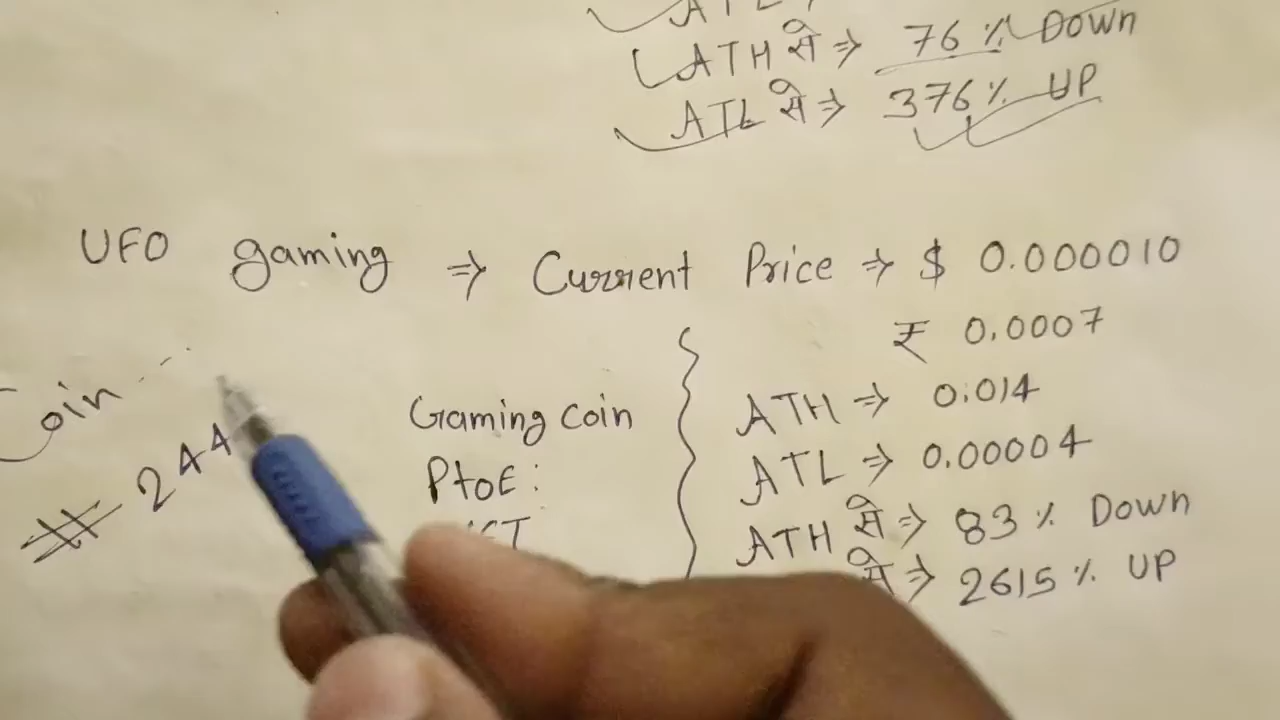 ATH से ⇒ 76 % Down
ATL से ⇒ 376 % UP
UFO gaming ⇒ Current Price ⇒ $ 0.000010
₹ 0.0007
Coin
# 244
Gaming coin
PtoE:
ATH ⇒ 0.014
ATL ⇒ 0.00004
ATH से ⇒ 83 % Down
से ⇒ 2615 % UP